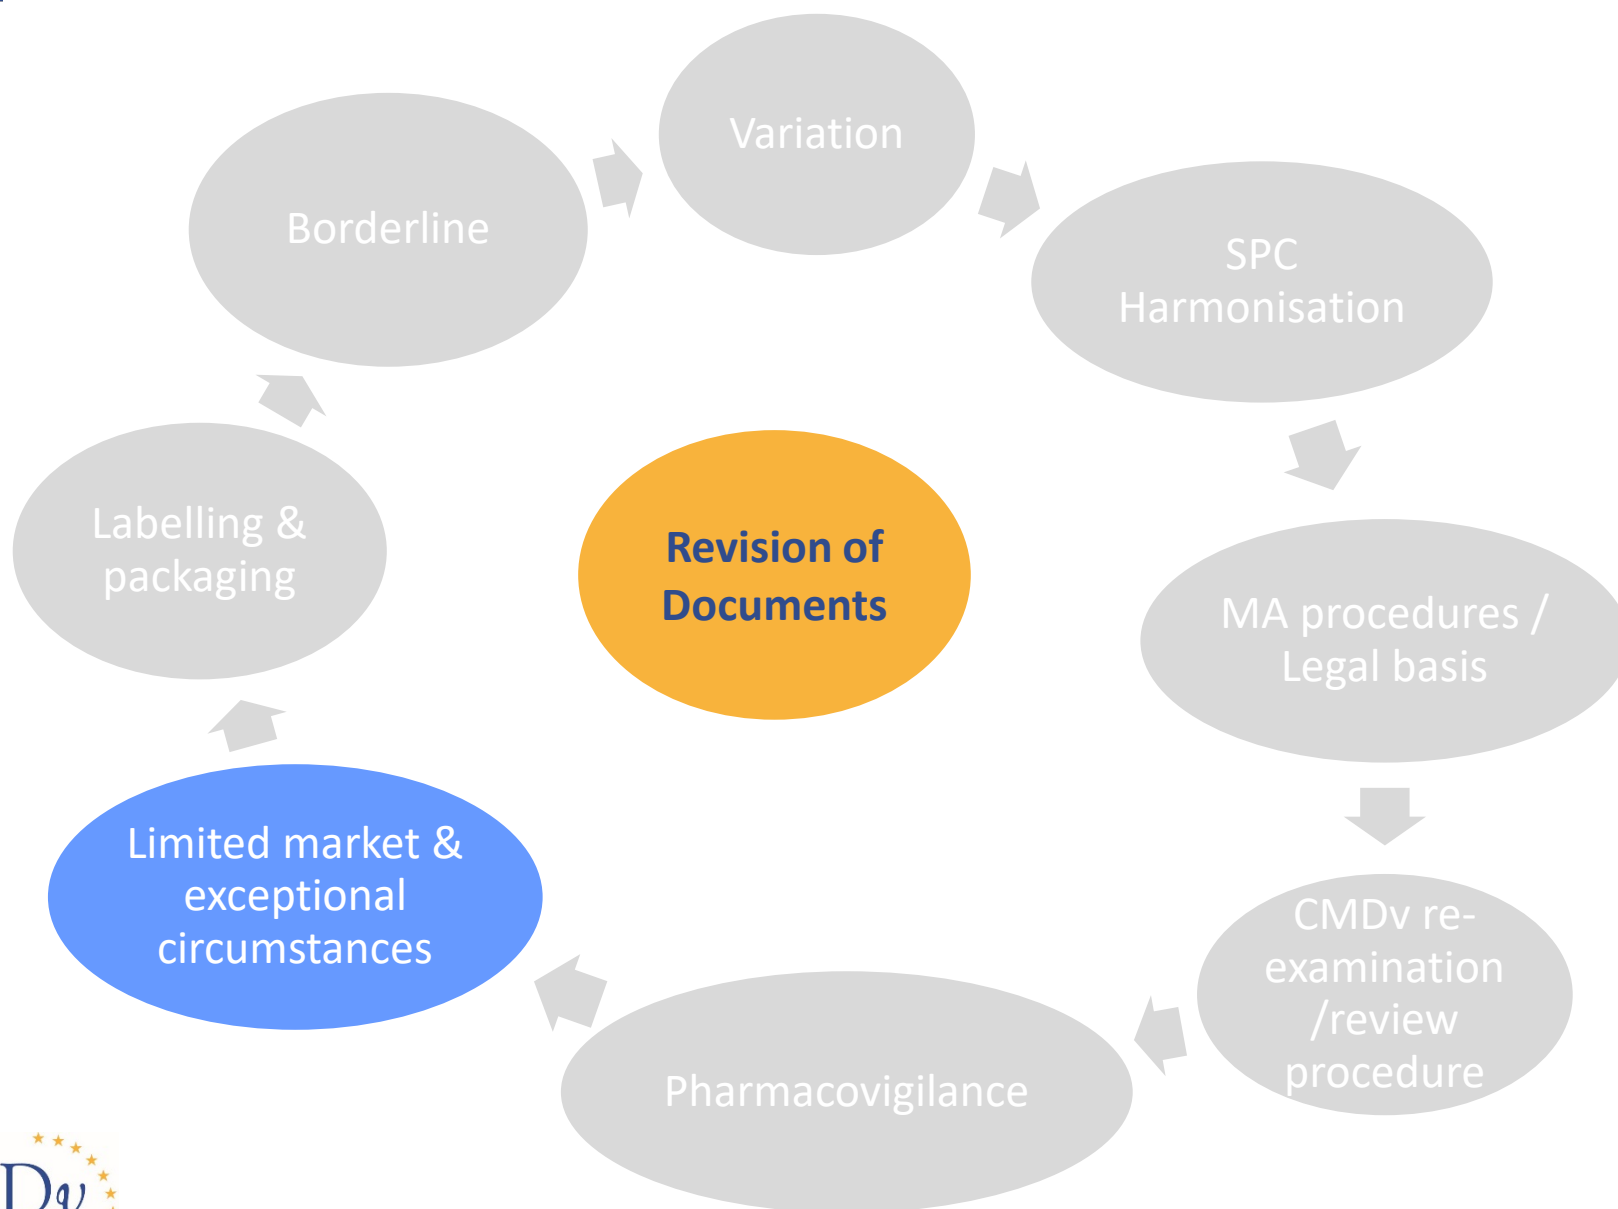 Variation
Borderline
SPC
Harmonisation
Labelling &
packaging
Revision of
Documents
MA procedures /
Legal basis
Limited market &
exceptional
circumstances
CMDv re-
examination
/review
procedure
Pharmacovigilance
Dv